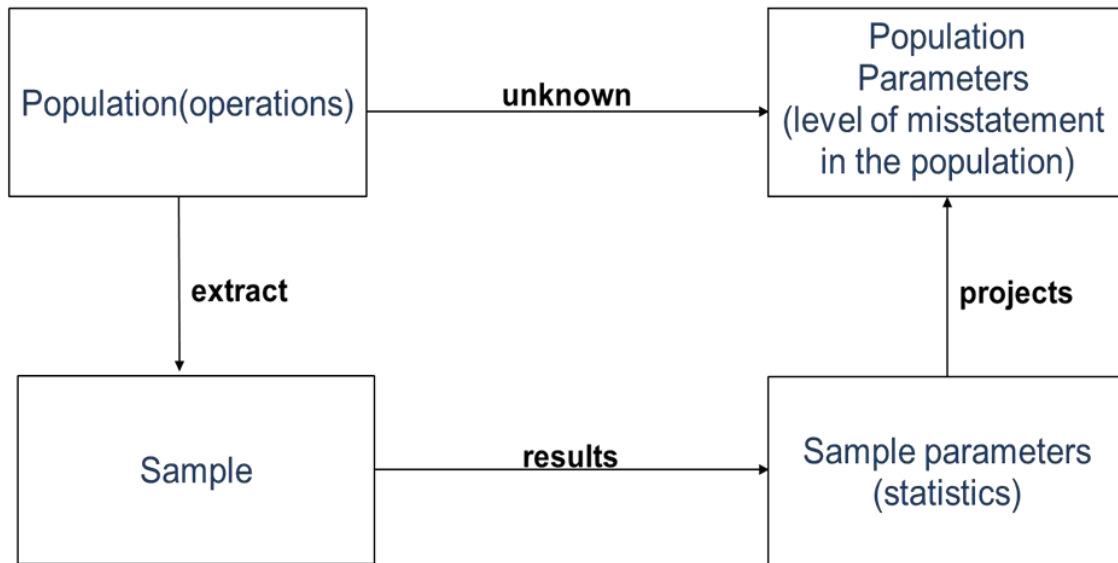 Population(operations)
unknown
Population
Parameters
(level of misstatement
in the population)
extract
projects
Sample
results
Sample parameters
(statistics)